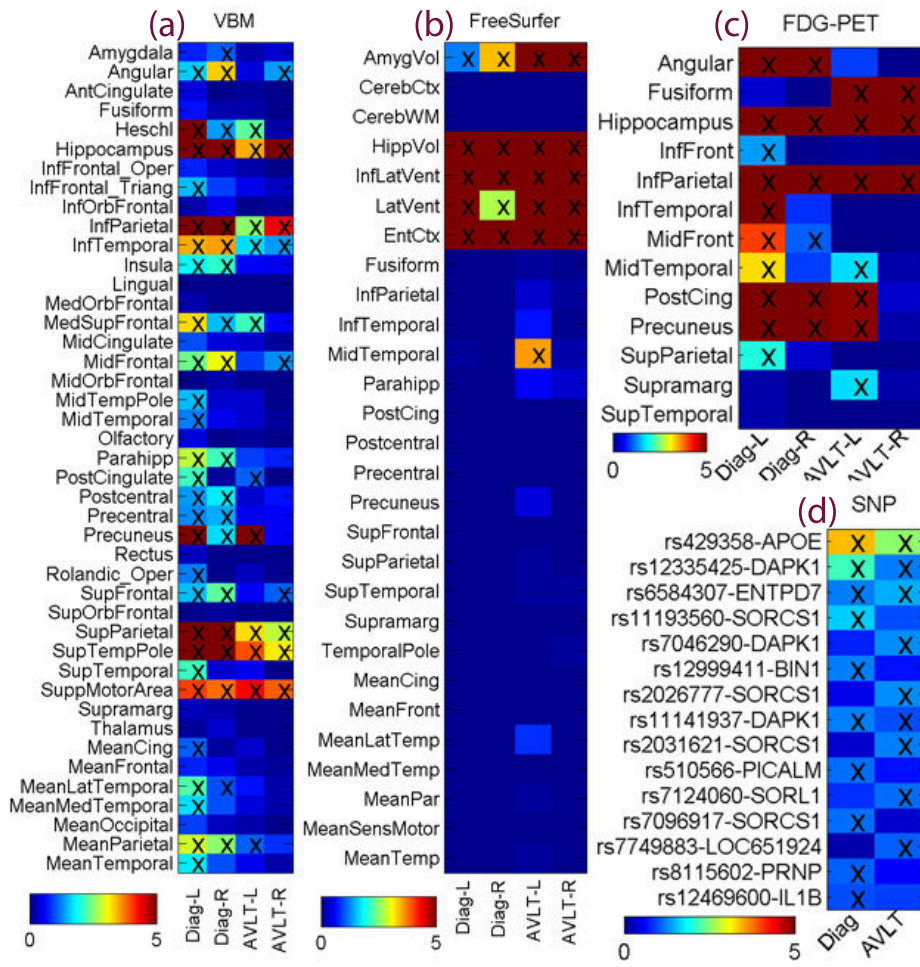 (a) VBM
Amygdala
Angular
AntCingulate
Fusiform
Heschl
Hippocampus
InfFrontal_Oper
InfFrontal_Triang
InfOrbFrontal
InfParietal
InfTemporal
Insula
Lingual
MedOrbFrontal
MedSupFrontal
MidCingulate
MidFrontal
MidOrbFrontal
MidTempPole
MidTemporal
Olfactory
Parahipp
PostCingulate
Postcentral
Precentral
Precuneus
Rectus
Rolandic_Oper
SupFrontal
SupOrbFrontal
SupParietal
SupTempPole
SupTemporal
SuppMotorArea
Supramarg
Thalamus
MeanCing
MeanFrontal
MeanLatTemporal
MeanMedTemporal
MeanOccipital
MeanParietal
MeanTemporal
Diag-L
Diag-R
AVLT-L
AVLT-R
0 5
(b) FreeSurfer
AmygVol
CerebCtx
CerebWM
HippVol
InfLatVent
LatVent
EntCtx
Fusiform
InfParietal
InfTemporal
MidTemporal
Parahipp
PostCing
Postcentral
Precentral
Precuneus
SupFrontal
SupParietal
SupTemporal
Supramarg
TemporalPole
MeanCing
MeanFront
MeanLatTemp
MeanMedTemp
MeanPar
MeanSensMotor
MeanTemp
Diag-L
Diag-R
AVLT-L
AVLT-R
0 5
(c) FDG-PET
Angular
Fusiform
Hippocampus
InfFront
InfParietal
InfTemporal
MidFront
MidTemporal
PostCing
Precuneus
SupParietal
Supramarg
SupTemporal
Diag-L
Diag-R
AVLT-L
AVLT-R
0 5
(d) SNP
rs429358-APOE
rs12335425-DAPK1
rs6584307-ENTPD7
rs11193560-SORCS1
rs7046290-DAPK1
rs12999411-BIN1
rs2026777-SORCS1
rs11141937-DAPK1
rs2031621-SORCS1
rs510566-PICALM
rs7124060-SORL1
rs7096917-SORCS1
rs7749883-LOC651924
rs8115602-PRNP
rs12469600-IL1B
Diag
AVLT
0 5